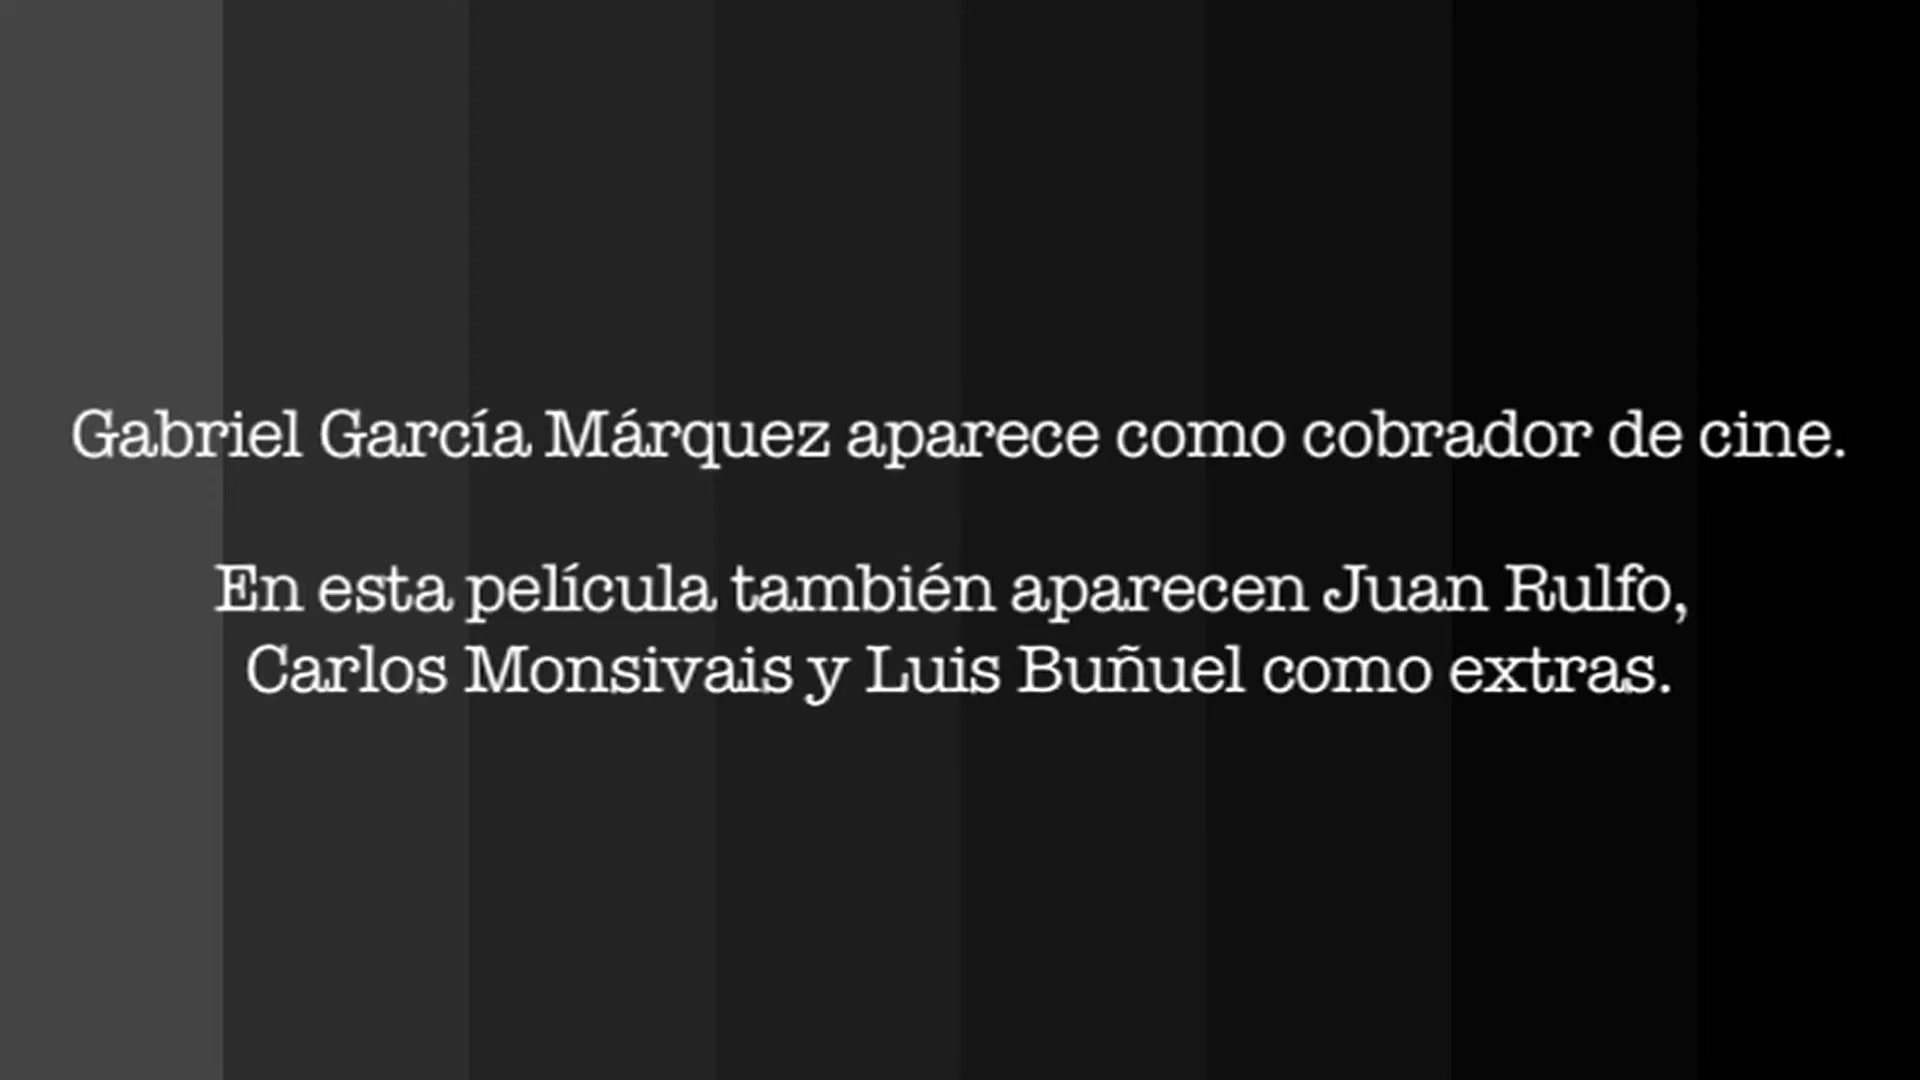 Gabriel García Márquez aparece como cobrador de cine.
En esta película también aparecen Juan Rulfo,
Carlos Monsivais y Luis Buñuel como extras.